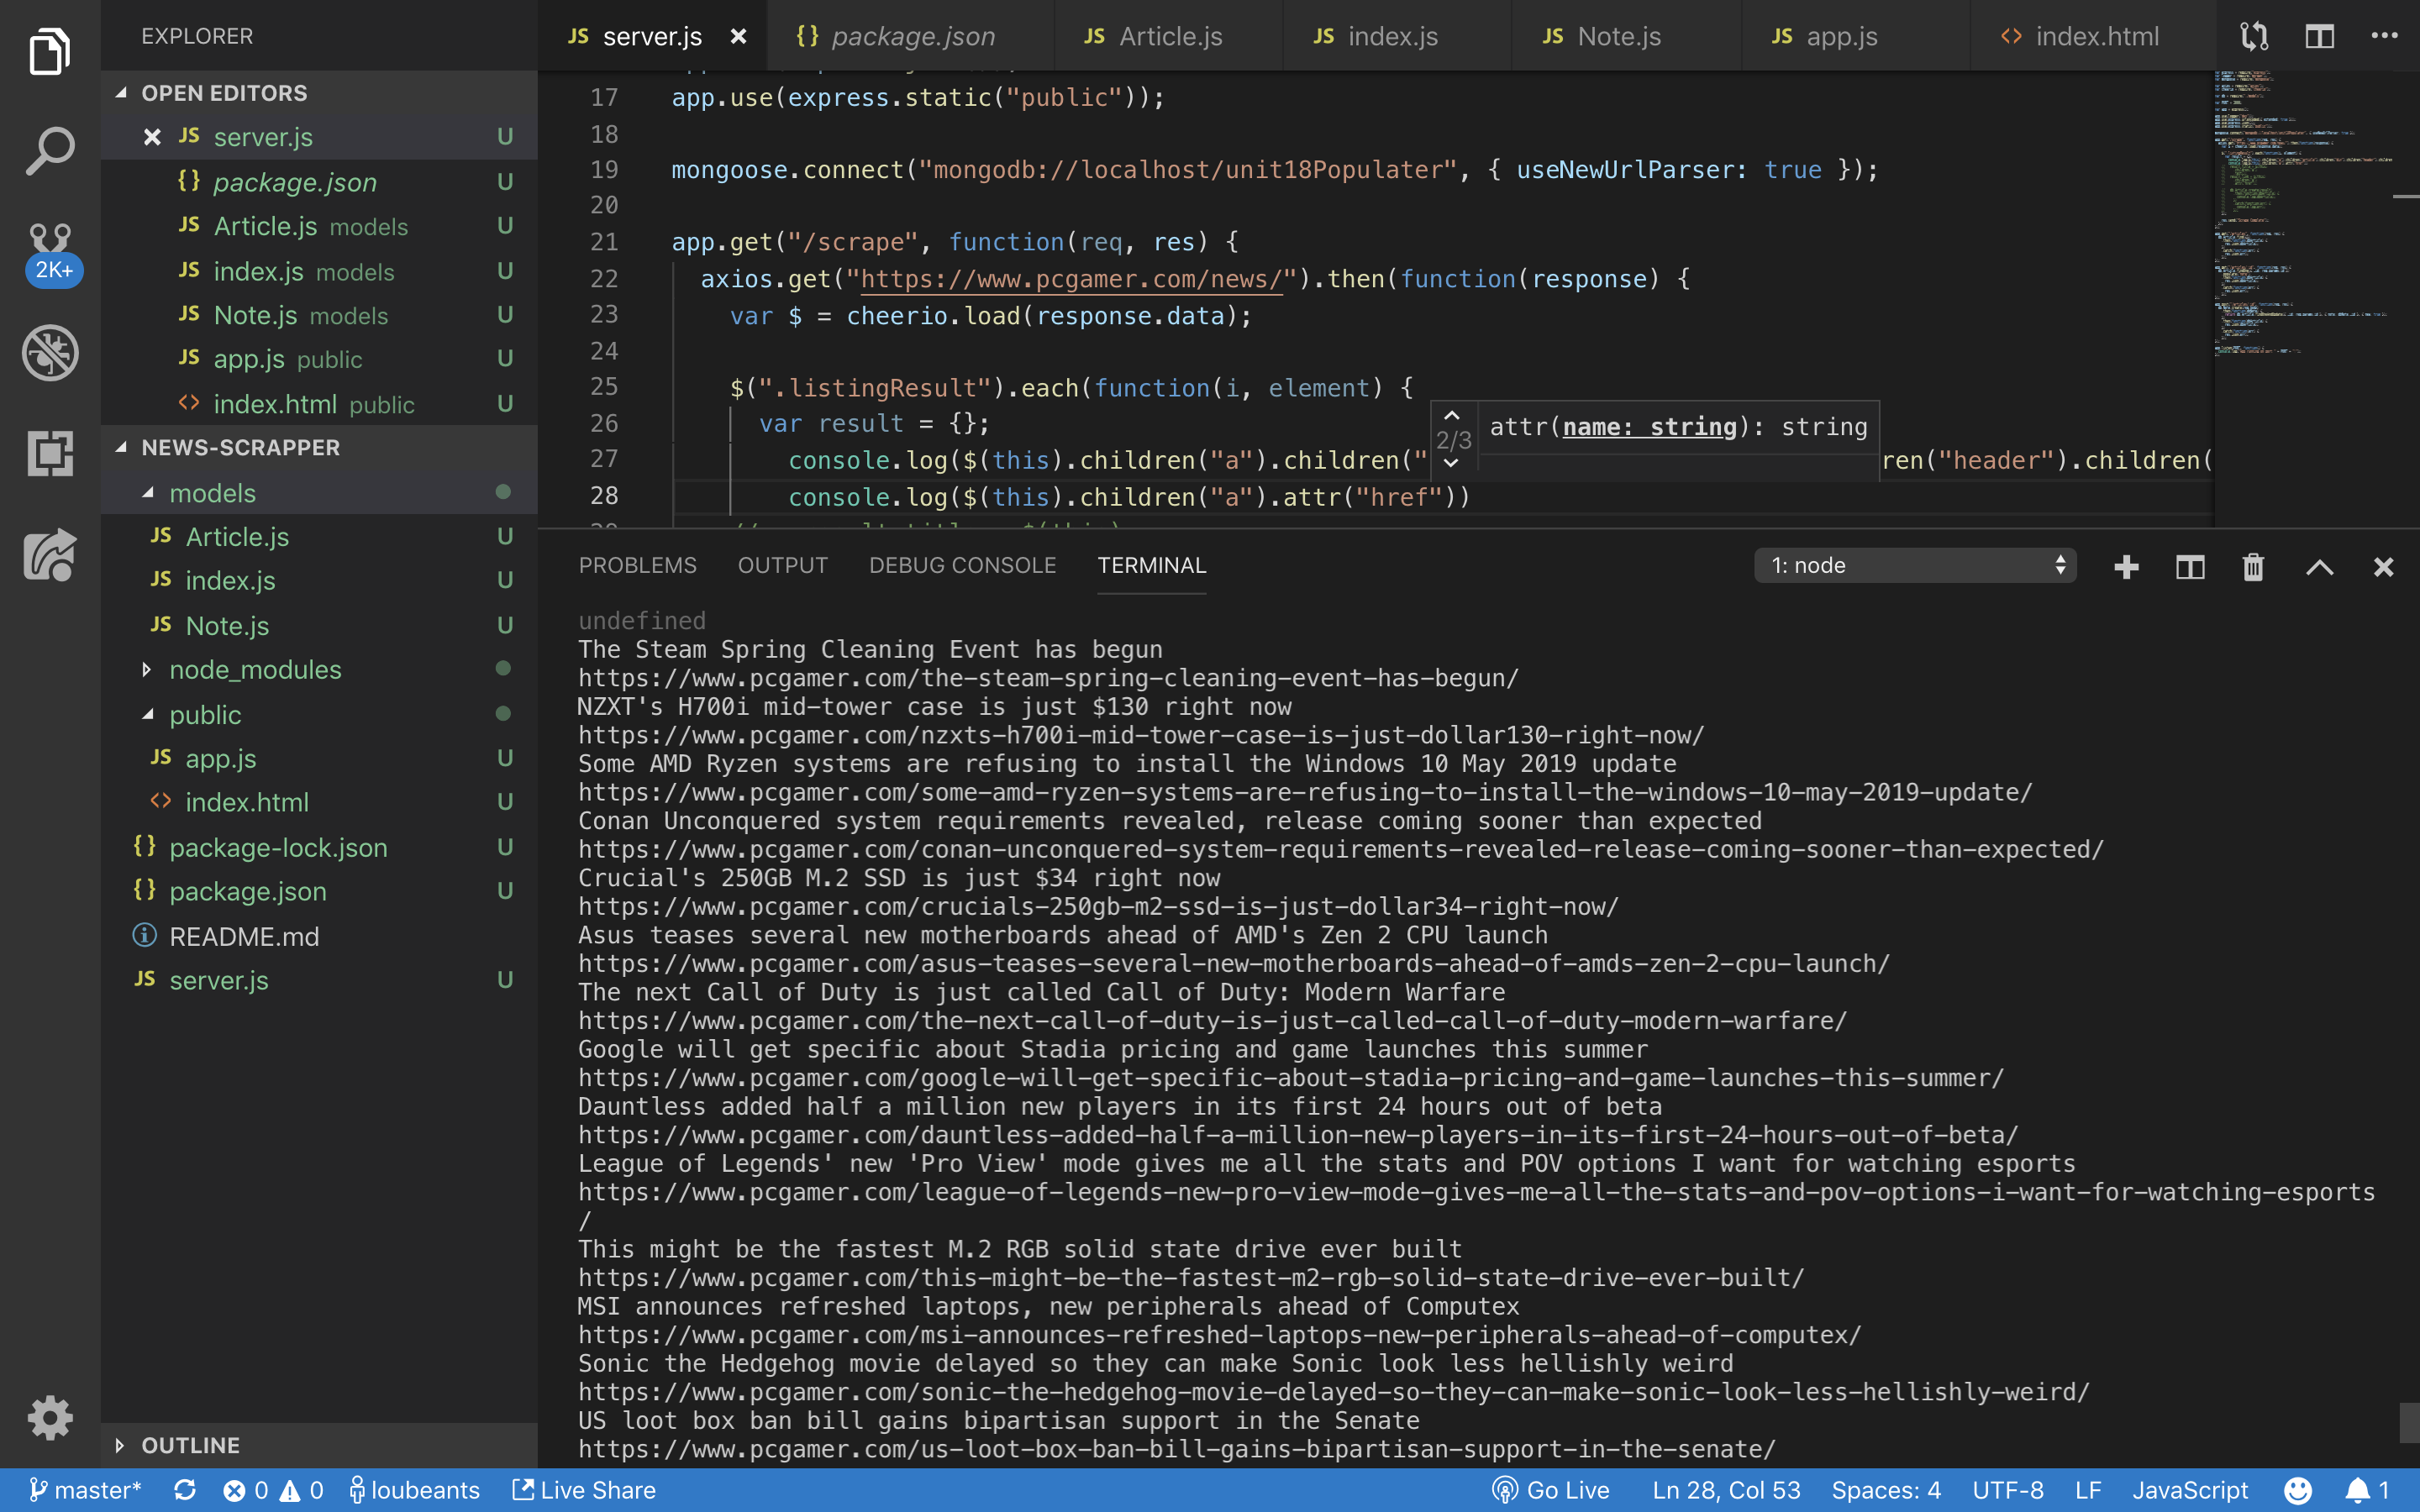 EXPLORER
OPEN EDITORS
JS server.js U
{} package.json U
JS Article.js models U
JS index.js models U
JS Note.js models U
JS app.js public U
<> index.html public U
NEWS-SCRAPPER
models
JS Article.js U
JS index.js U
JS Note.js U
node_modules
public
JS app.js U
<> index.html U
{} package-lock.json U
{} package.json U
README.md
JS server.js U
OUTLINE
2K+
JS server.js {} package.json JS Article.js JS index.js JS Note.js JS app.js <> index.html
17 app.use(express.static("public"));
18
19 mongoose.connect("mongodb://localhost/unit18Populater", { useNewUrlParser: true });
20
21 app.get("/scrape", function(req, res) {
22 axios.get("https://www.pcgamer.com/news/").then(function(response) {
23 var $ = cheerio.load(response.data);
24
25 $(".listingResult").each(function(i, element) {
26 var result = {};
27 console.log($(this).children("a").children(" ren("header").children(
28 console.log($(this).children("a").attr("href"))
2/3 attr(name: string): string
PROBLEMS OUTPUT DEBUG CONSOLE TERMINAL 1: node
undefined
The Steam Spring Cleaning Event has begun
https://www.pcgamer.com/the-steam-spring-cleaning-event-has-begun/
NZXT's H700i mid-tower case is just $130 right now
https://www.pcgamer.com/nzxts-h700i-mid-tower-case-is-just-dollar130-right-now/
Some AMD Ryzen systems are refusing to install the Windows 10 May 2019 update
https://www.pcgamer.com/some-amd-ryzen-systems-are-refusing-to-install-the-windows-10-may-2019-update/
Conan Unconquered system requirements revealed, release coming sooner than expected
https://www.pcgamer.com/conan-unconquered-system-requirements-revealed-release-coming-sooner-than-expected/
Crucial's 250GB M.2 SSD is just $34 right now
https://www.pcgamer.com/crucials-250gb-m2-ssd-is-just-dollar34-right-now/
Asus teases several new motherboards ahead of AMD's Zen 2 CPU launch
https://www.pcgamer.com/asus-teases-several-new-motherboards-ahead-of-amds-zen-2-cpu-launch/
The next Call of Duty is just called Call of Duty: Modern Warfare
https://www.pcgamer.com/the-next-call-of-duty-is-just-called-call-of-duty-modern-warfare/
Google will get specific about Stadia pricing and game launches this summer
https://www.pcgamer.com/google-will-get-specific-about-stadia-pricing-and-game-launches-this-summer/
Dauntless added half a million new players in its first 24 hours out of beta
https://www.pcgamer.com/dauntless-added-half-a-million-new-players-in-its-first-24-hours-out-of-beta/
League of Legends' new 'Pro View' mode gives me all the stats and POV options I want for watching esports
https://www.pcgamer.com/league-of-legends-new-pro-view-mode-gives-me-all-the-stats-and-pov-options-i-want-for-watching-esports
/
This might be the fastest M.2 RGB solid state drive ever built
https://www.pcgamer.com/this-might-be-the-fastest-m2-rgb-solid-state-drive-ever-built/
MSI announces refreshed laptops, new peripherals ahead of Computex
https://www.pcgamer.com/msi-announces-refreshed-laptops-new-peripherals-ahead-of-computex/
Sonic the Hedgehog movie delayed so they can make Sonic look less hellishly weird
https://www.pcgamer.com/sonic-the-hedgehog-movie-delayed-so-they-can-make-sonic-look-less-hellishly-weird/
US loot box ban bill gains bipartisan support in the Senate
https://www.pcgamer.com/us-loot-box-ban-bill-gains-bipartisan-support-in-the-senate/
master* 0 0 loubeants Live Share Go Live Ln 28, Col 53 Spaces: 4 UTF-8 LF JavaScript 1